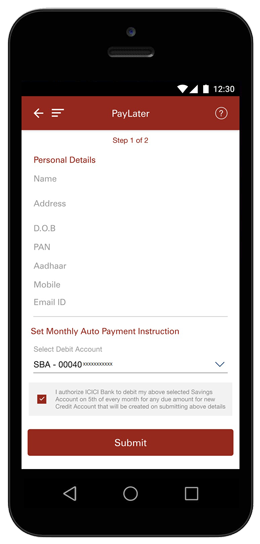 12:30
PayLater
?
Step 1 of 2
Personal Details
Name
Address
D.O.B
PAN
Aadhaar
Mobile
Email ID
Set Monthly Auto Payment Instruction
Select Debit Account
SBA - 00040xxxxxxxxxxx
I authorize ICICI Bank to debit my above selected Savings
Account on 5th of every month for any due amount for new
Credit Account that will be created on submitting above details
Submit